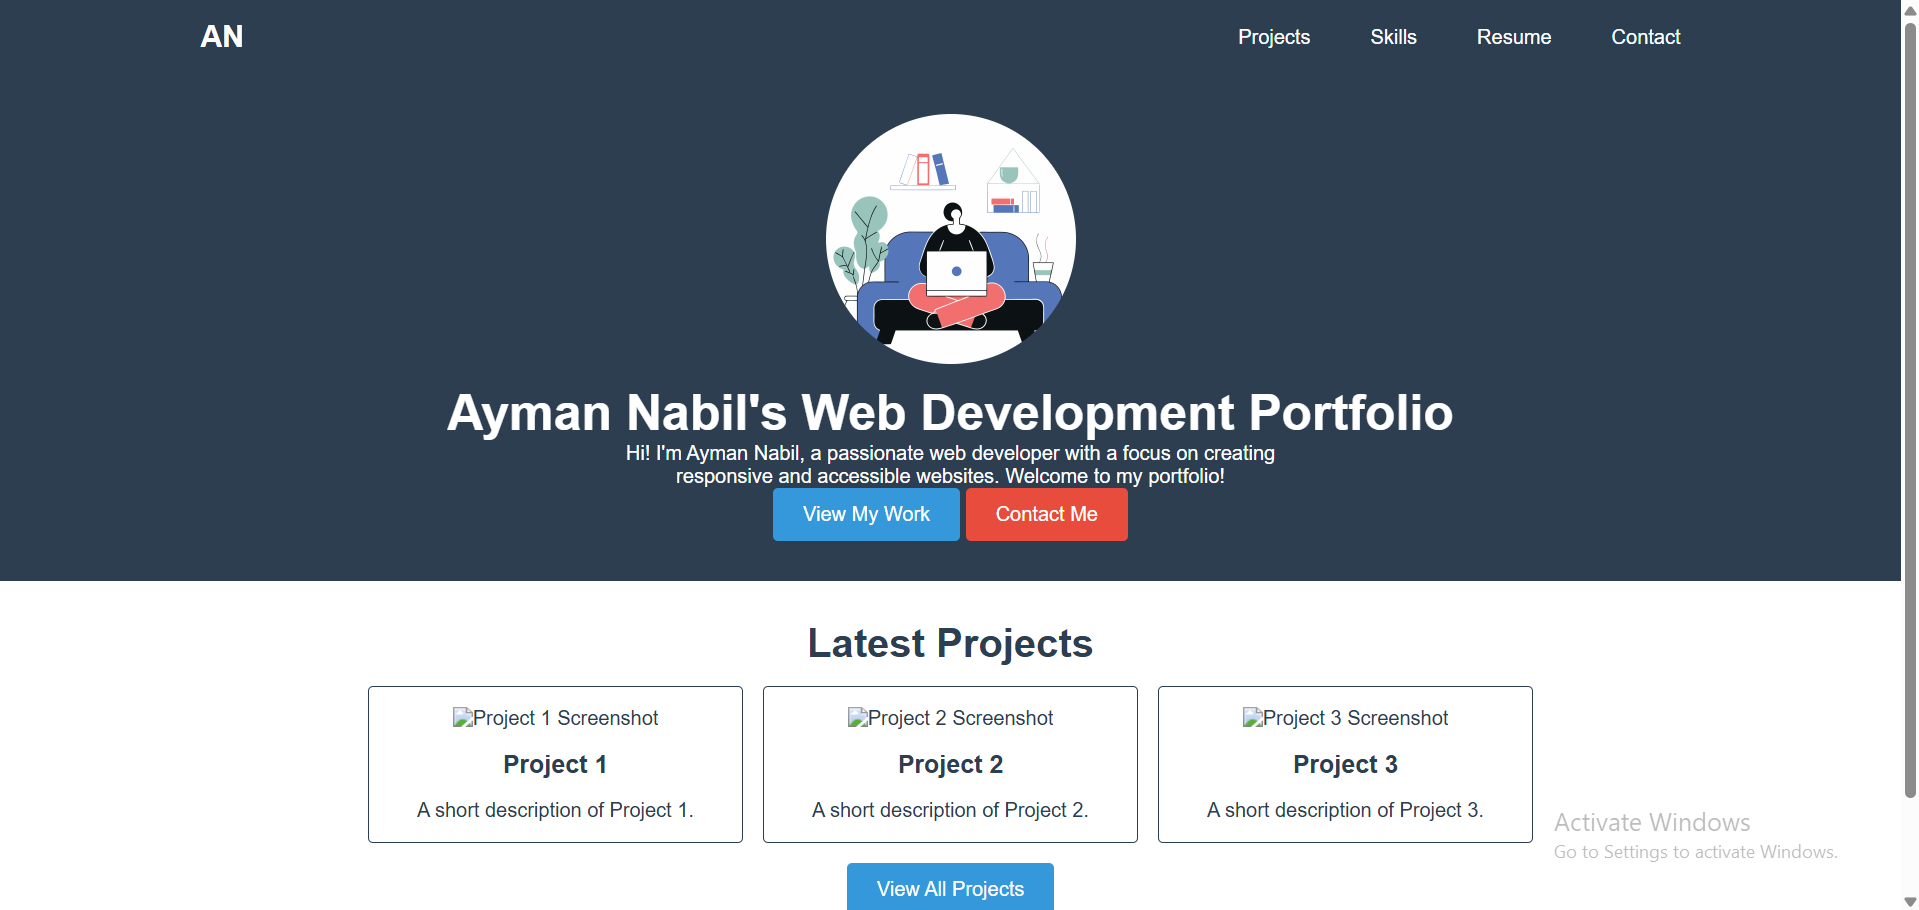 AN
Projects
Skills
Resume
Contact
Ayman Nabil's Web Development Portfolio
Hi! I'm Ayman Nabil, a passionate web developer with a focus on creating
responsive and accessible websites. Welcome to my portfolio!
View My Work
Contact Me
Latest Projects
Project 1 Screenshot
Project 1
A short description of Project 1.
Project 2 Screenshot
Project 2
A short description of Project 2.
Project 3 Screenshot
Project 3
A short description of Project 3.
View All Projects
Activate Windows
Go to Settings to activate Windows.